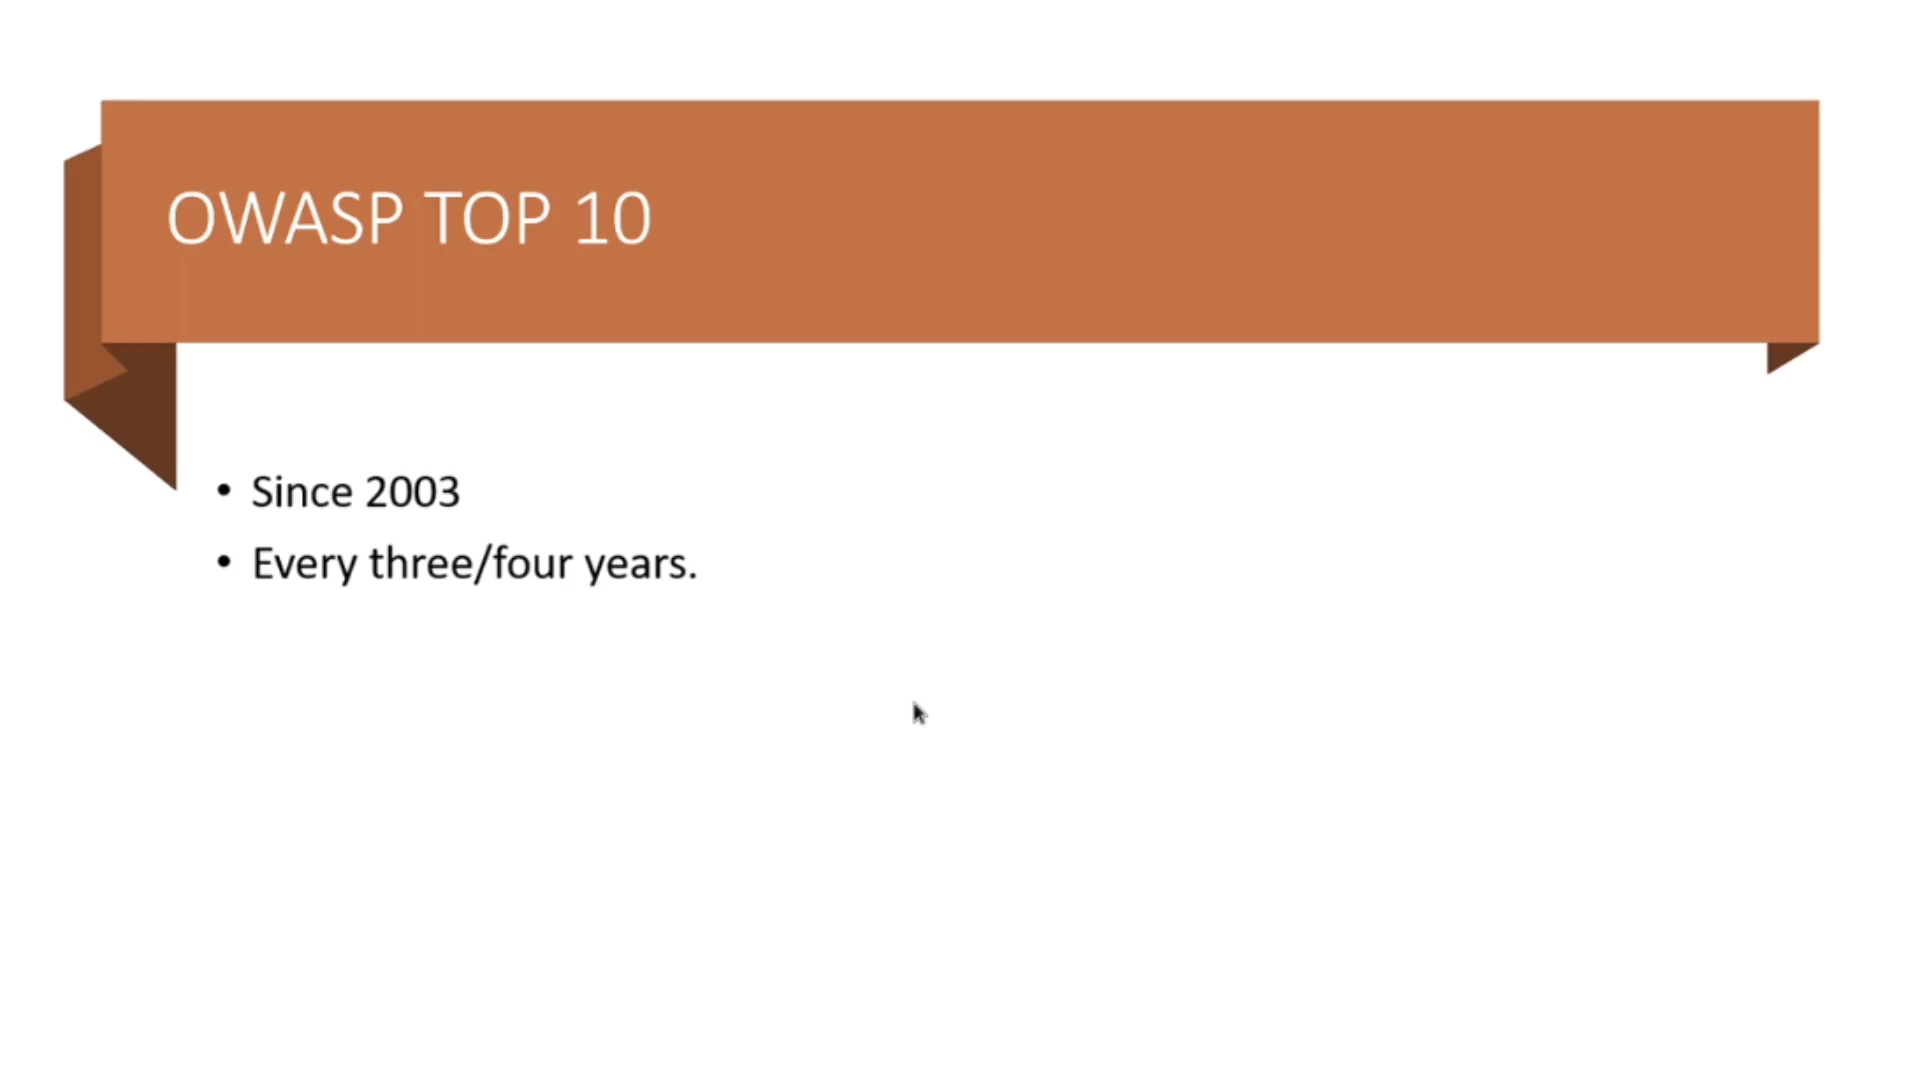 OWASP TOP 10
• Since 2003
• Every three/four years.